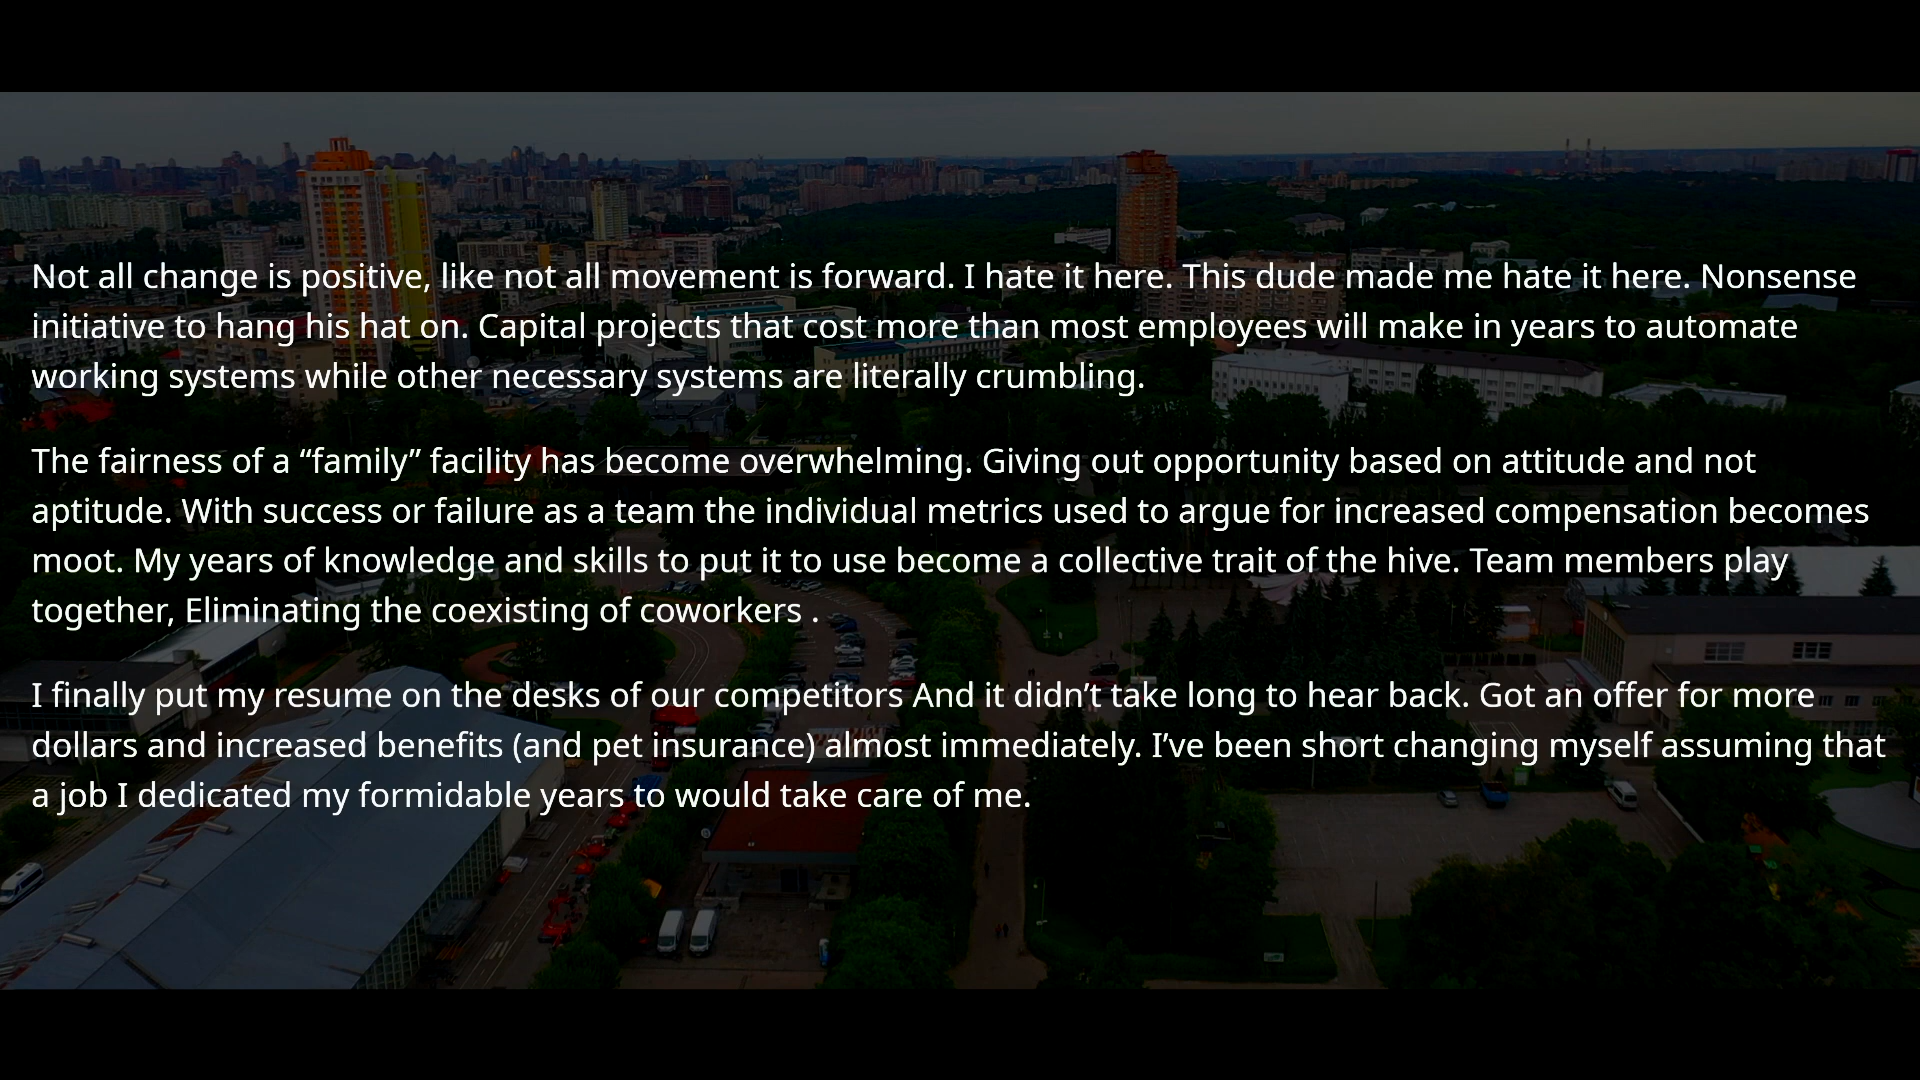 Not all change is positive, like not all movement is forward. I hate it here. This dude made me hate it here. Nonsense
initiative to hang his hat on. Capital projects that cost more than most employees will make in years to automate
working systems while other necessary systems are literally crumbling.
The fairness of a “family” facility has become overwhelming. Giving out opportunity based on attitude and not
aptitude. With success or failure as a team the individual metrics used to argue for increased compensation becomes
moot. My years of knowledge and skills to put it to use become a collective trait of the hive. Team members play
together, Eliminating the coexisting of coworkers .
I finally put my resume on the desks of our competitors And it didn’t take long to hear back. Got an offer for more
dollars and increased benefits (and pet insurance) almost immediately. I’ve been short changing myself assuming that
a job I dedicated my formidable years to would take care of me.